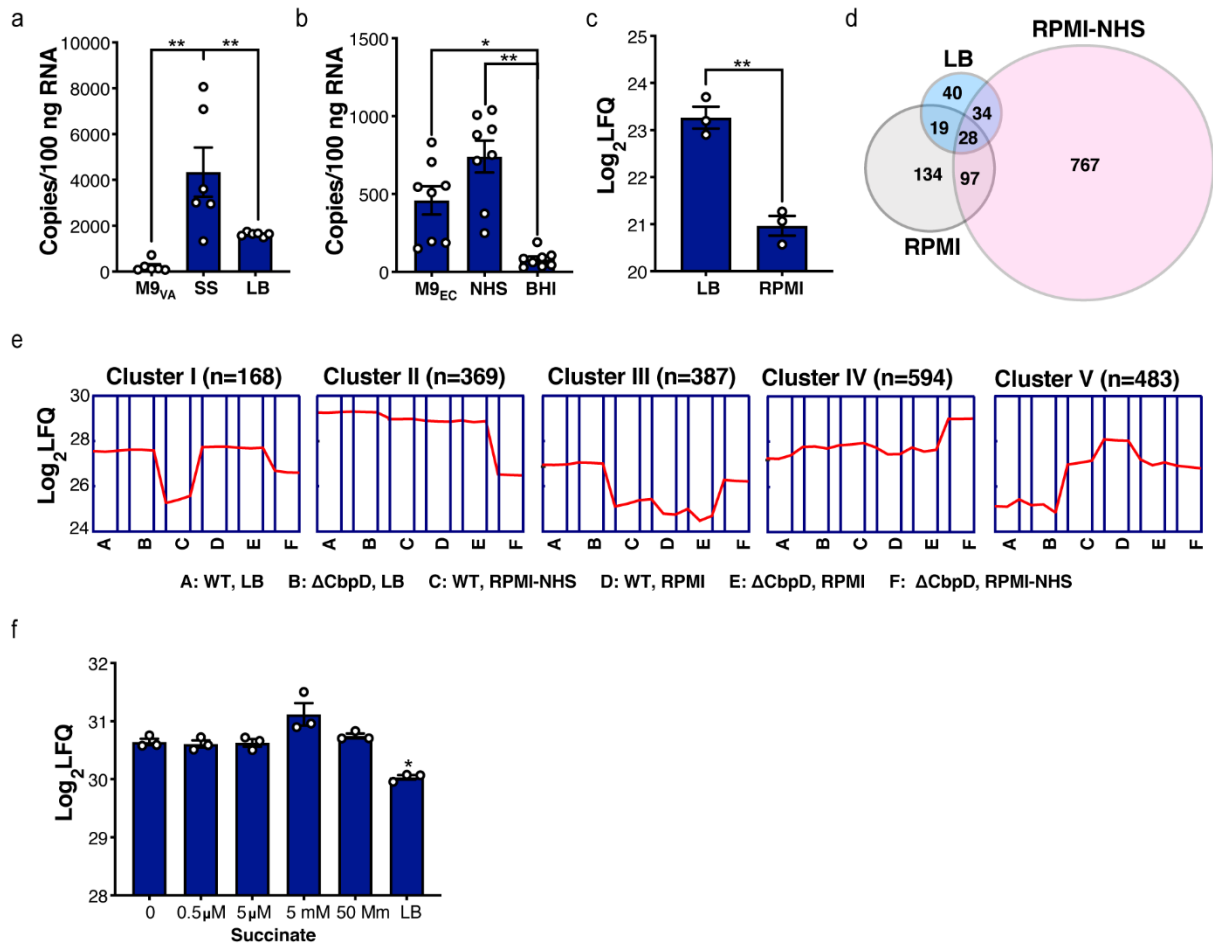 a
Copies/100 ng RNA
10000
8000
6000
4000
2000
0
** **
M9VA SS LB
b
Copies/100 ng RNA
1500
1000
500
0
*
**
M9EC NHS BHI
c
Log2LFQ
25
24
23
22
21
20
**
LB RPMI
d
RPMI-NHS
LB
40
34
19
28
134
97
767
RPMI
e
Cluster I (n=168) Cluster II (n=369) Cluster III (n=387) Cluster IV (n=594) Cluster V (n=483)
Log2LFQ
30
28
26
24
A B C D E F A B C D E F A B C D E F A B C D E F A B C D E F
A: WT, LB B: ΔCbpD, LB C: WT, RPMI-NHS D: WT, RPMI E: ΔCbpD, RPMI F: ΔCbpD, RPMI-NHS
f
Log2LFQ
32
31
30
29
28
*
0 0.5μM 5μM 5 mM 50 Mm LB
Succinate